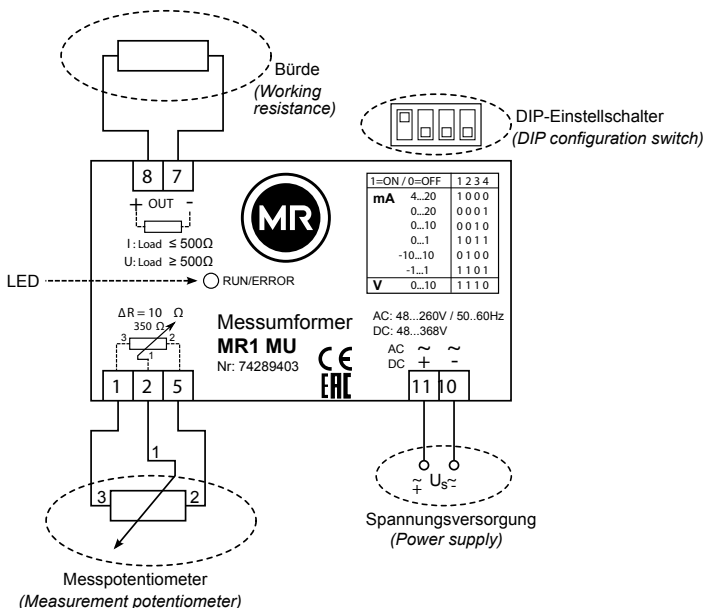 Bürde
(Working
resistance)
DIP-Einstellschalter
(DIP configuration switch)
8 7
+ OUT -
I : Load ≤ 500Ω
U: Load ≥ 500Ω
MR
1=ON / 0=OFF 1 2 3 4
mA 4...20 1 0 0 0
0...20 0 0 0 1
0...10 0 0 1 0
0...1 1 0 1 1
-10...10 0 1 0 0
-1...1 1 1 0 1
V 0...10 1 1 1 0
LED
RUN/ERROR
ΔR = 10 Ω
350 Ω
3 2
1
Messumformer
MR1 MU
Nr: 74289403
CE
EAC
AC: 48...260V / 50..60Hz
DC: 48...368V
AC ~ ~
DC + -
1 2 5
11 10
1
3 2
~ Us ~
+ -
Spannungsversorgung
(Power supply)
Messpotentiometer
(Measurement potentiometer)